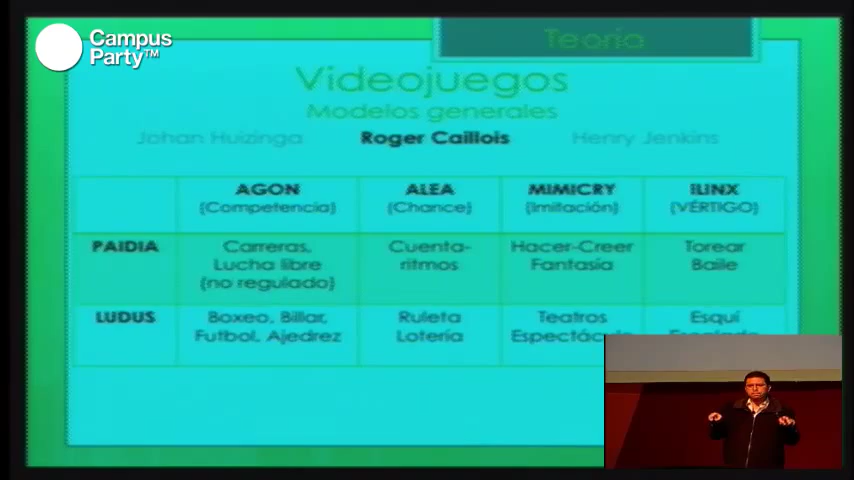 Campus
Party™
Teoría
Videojuegos
Modelos generales
Johan Huizinga Roger Caillois Henry Jenkins
AGON ALEA MIMICRY ILINX
(Competencia) (Chance) (Imitación) (VÉRTIGO)
PAIDIA Carreras, Cuenta- Hacer-Creer Torear
Lucha libre ritmos Fantasía Baile
(no regulado)
LUDUS Boxeo, Billar, Ruleta Teatros Esquí
Futbol, Ajedrez Lotería